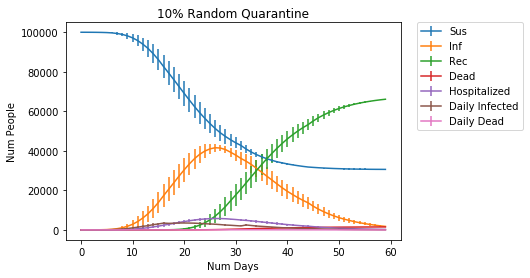 10% Random Quarantine
Num People
100000
80000
60000
40000
20000
0
0 10 20 30 40 50 60
Num Days
Sus
Inf
Rec
Dead
Hospitalized
Daily Infected
Daily Dead